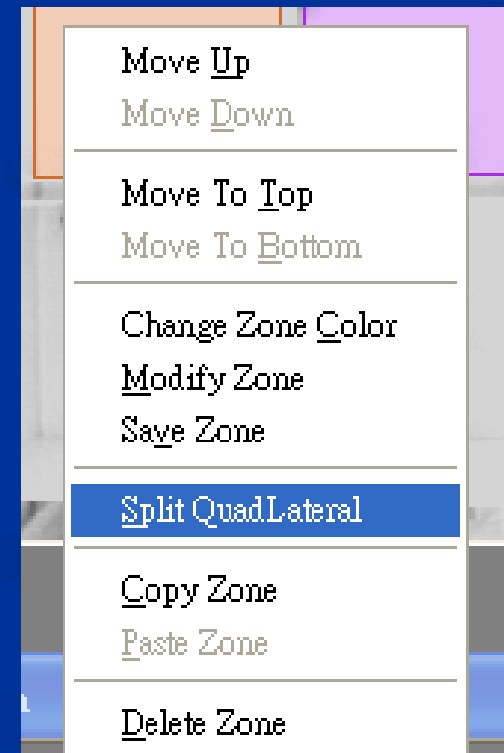 Move Up
Move Down
Move To Top
Move To Bottom
Change Zone Color
Modify Zone
Save Zone
Split QuadLateral
Copy Zone
Paste Zone
Delete Zone